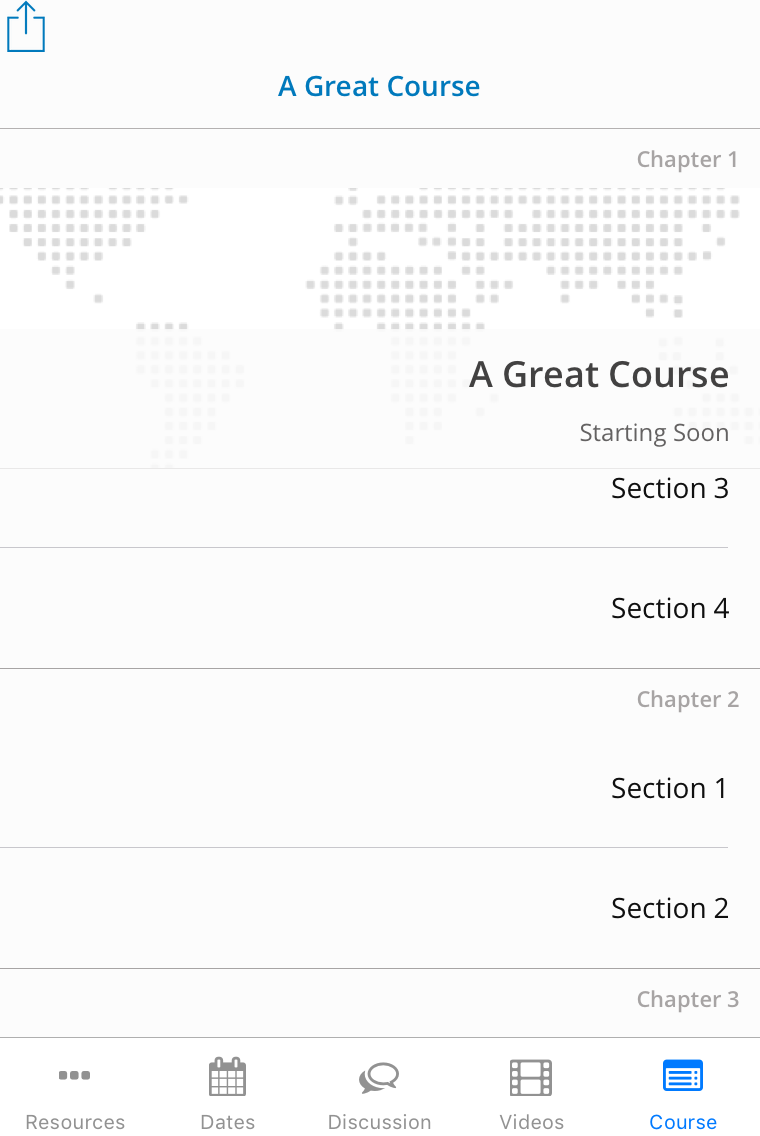 A Great Course
Chapter 1
A Great Course
Starting Soon
Section 3
Section 4
Chapter 2
Section 1
Section 2
Chapter 3
Resources
Dates
Discussion
Videos
Course